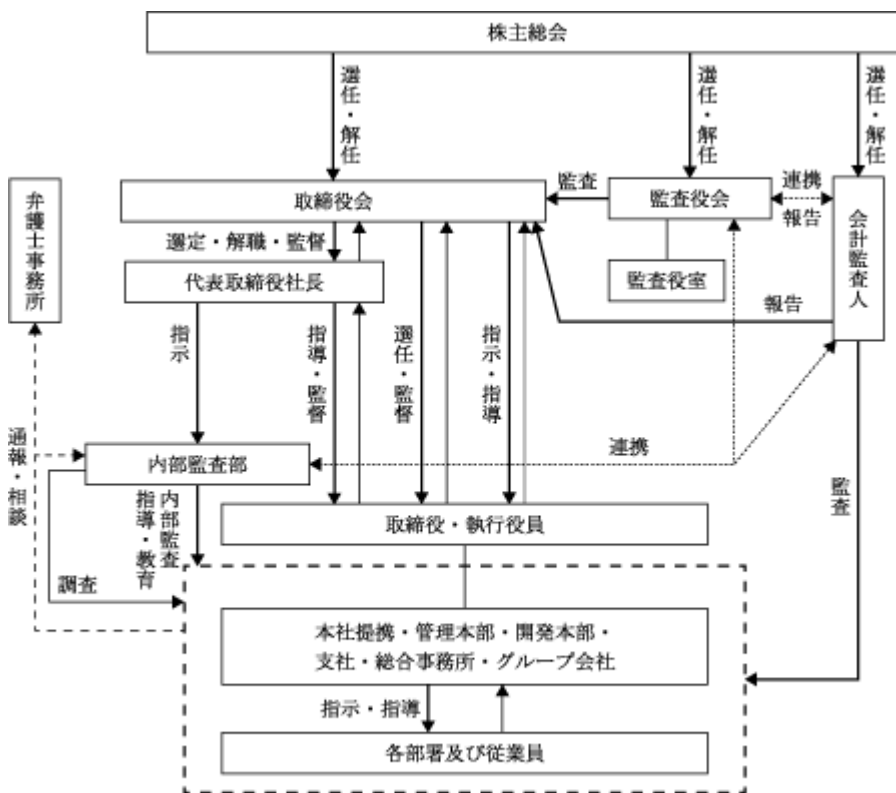 株主総会
選任・解任
選任・解任
選任・解任
弁護士事務所
取締役会
監査
監査役会
連携
報告
会計監査人
選定・解職・監督
代表取締役社長
監査役室
報告
指示
指導・監督
選任・監督
指示・指導
通報・相談
内部監査部
連携
監査
内部監査
指導・教育
取締役・執行役員
調査
本社提携・管理本部・開発本部・
支社・総合事務所・グループ会社
指示・指導
各部署及び従業員